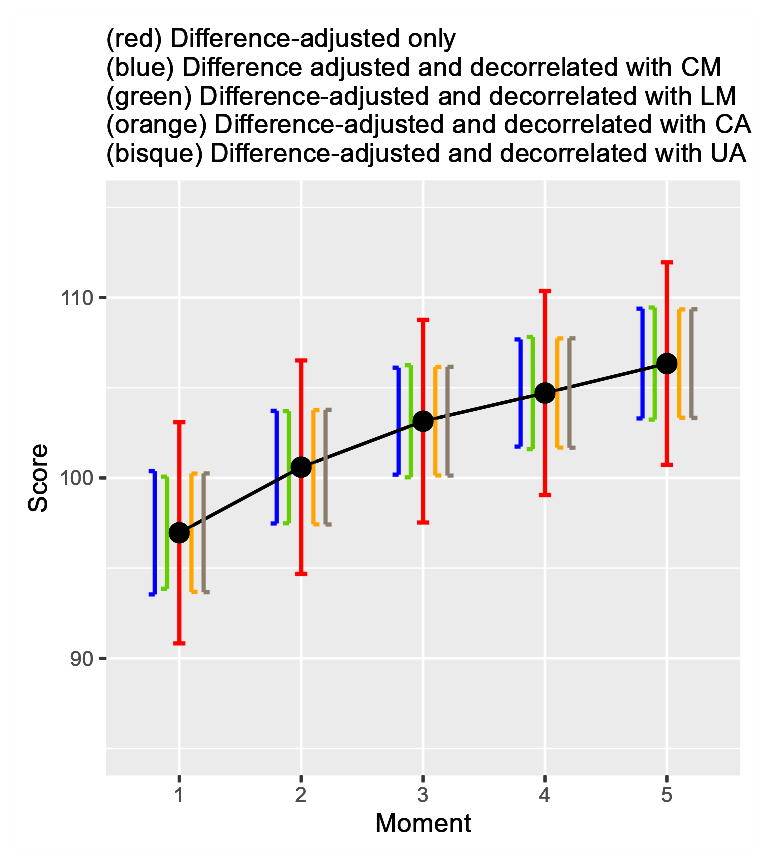 (red) Difference-adjusted only
(blue) Difference adjusted and decorrelated with CM
(green) Difference-adjusted and decorrelated with LM
(orange) Difference-adjusted and decorrelated with CA
(bisque) Difference-adjusted and decorrelated with UA
110
100
90
Score
1 2 3 4 5
Moment